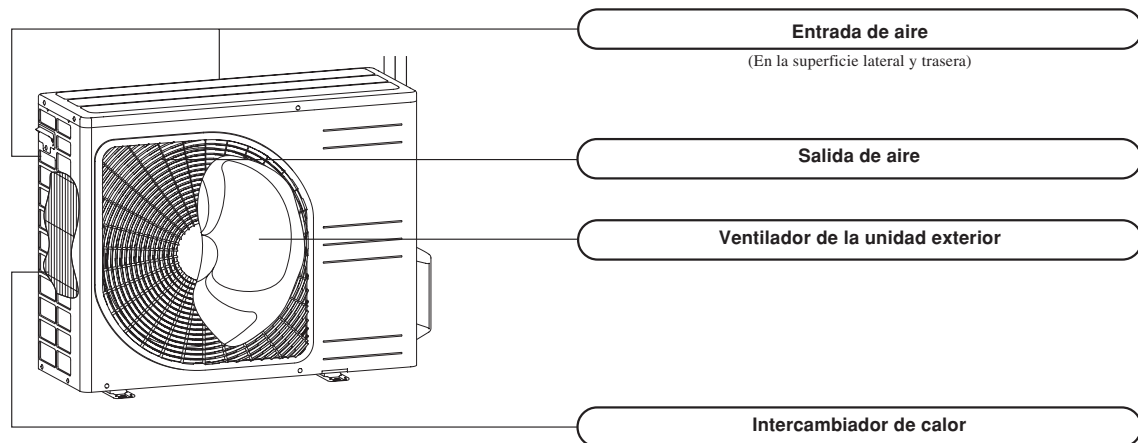 Entrada de aire
(En la superficie lateral y trasera)
Salida de aire
Ventilador de la unidad exterior
Intercambiador de calor